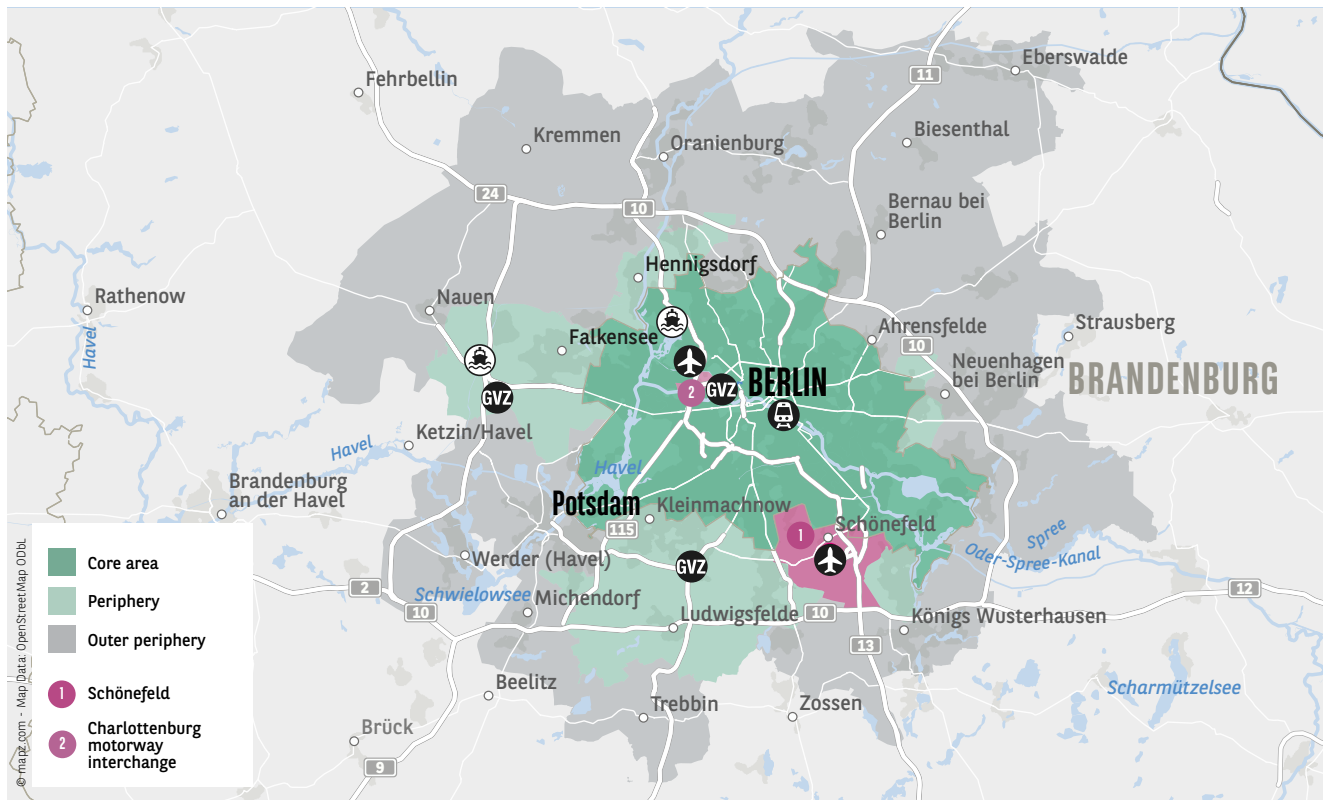 Fehrbellin
Eberswalde
11
Kremmen
Oranienburg
Biesenthal
24
10
Bernau bei
Berlin
Hennigsdorf
Rathenow
Nauen
Havel
Falkensee
Ahrensfelde
Strausberg
10
Neuenhagen
bei Berlin
BRANDENBURG
2
GVZ
BERLIN
GVZ
Ketzin/Havel
Havel
Havel
Brandenburg
an der Havel
Potsdam
Kleinmachnow
115
1
Schönefeld
Spree
Oder-Spree-Kanal
Werder (Havel)
GVZ
2
Schwielowsee
Michendorf
10
Ludwigsfelde
10
Königs Wusterhausen
12
13
Beelitz
Trebbin
Zossen
Scharmützelsee
Brück
9
Core area
Periphery
Outer periphery
1
Schönefeld
2
Charlottenburg
motorway
interchange
© mapz.com - Map Data: OpenStreetMap ODbL